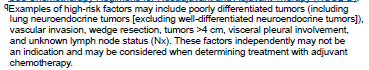 qExamples of high-risk factors may include poorly differentiated tumors (including
lung neuroendocrine tumors [excluding well-differentiated neuroendocrine tumors]),
vascular invasion, wedge resection, tumors >4 cm, visceral pleural involvement,
and unknown lymph node status (Nx). These factors independently may not be
an indication and may be considered when determining treatment with adjuvant
chemotherapy.